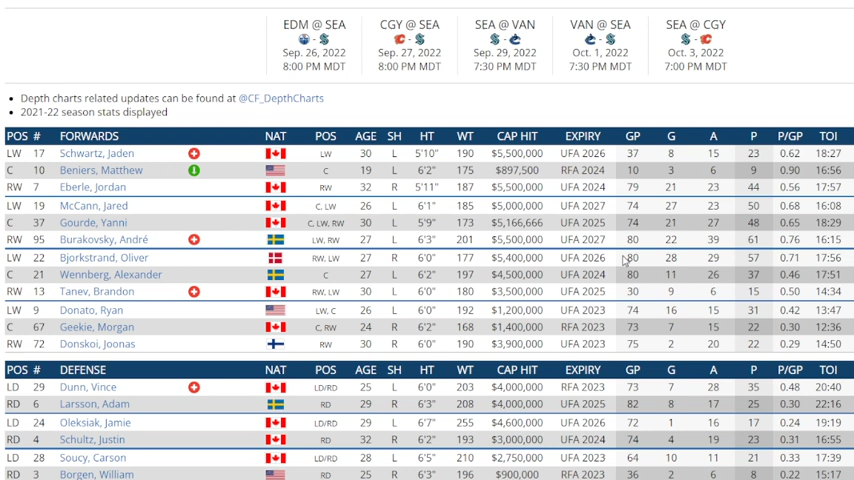 EDM @ SEA CGY @ SEA SEA @ VAN VAN @ SEA SEA @ CGY
Sep. 26, 2022 Sep. 27, 2022 Sep. 29, 2022 Oct. 1, 2022 Oct. 3, 2022
8:00 PM MDT 8:00 PM MDT 7:30 PM MDT 7:30 PM MDT 7:00 PM MDT
• Depth charts related updates can be found at @CF_DepthCharts
• 2021-22 season stats displayed
POS # FORWARDS NAT POS AGE SH HT WT CAP HIT EXPIRY GP G A P P/GP TOI
LW 17 Schwartz, Jaden LW 30 L 5'10" 190 $5,500,000 UFA 2026 37 8 15 23 0.62 18:27
C 10 Beniers, Matthew C 19 L 6'2" 175 $897,500 RFA 2024 10 3 6 9 0.90 16:56
RW 7 Eberle, Jordan RW 32 R 5'11" 187 $5,500,000 UFA 2024 79 21 23 44 0.56 17:57
LW 19 McCann, Jared C, LW 26 L 6'1" 185 $5,000,000 UFA 2027 74 27 23 50 0.68 16:08
C 37 Gourde, Yanni C, LW, RW 30 L 5'9" 173 $5,166,666 UFA 2025 74 21 27 48 0.65 18:29
RW 95 Burakovsky, André LW, RW 27 L 6'3" 201 $5,500,000 UFA 2027 80 22 39 61 0.76 16:15
LW 22 Bjorkstrand, Oliver RW, LW 27 R 6'0" 177 $5,400,000 UFA 2026 80 28 29 57 0.71 17:56
C 21 Wennberg, Alexander C 27 L 6'2" 197 $4,500,000 UFA 2024 80 11 26 37 0.46 17:51
RW 13 Tanev, Brandon RW, LW 30 L 6'0" 180 $3,500,000 UFA 2025 30 9 6 15 0.50 14:34
LW 9 Donato, Ryan LW, C 26 L 6'0" 192 $1,200,000 UFA 2023 74 16 15 31 0.42 13:47
C 67 Geekie, Morgan C, RW 24 R 6'2" 168 $1,400,000 RFA 2023 73 7 15 22 0.30 12:36
RW 72 Donskoi, Joonas RW 30 R 6'0" 190 $3,900,000 UFA 2023 75 2 20 22 0.29 14:50
POS # DEFENSE NAT POS AGE SH HT WT CAP HIT EXPIRY GP G A P P/GP TOI
LD 29 Dunn, Vince LD/RD 25 L 6'0" 203 $4,000,000 RFA 2023 73 7 28 35 0.48 20:40
RD 6 Larsson, Adam RD 29 R 6'3" 208 $4,000,000 UFA 2025 82 8 17 25 0.30 22:16
LD 24 Oleksiak, Jamie LD/RD 29 L 6'7" 255 $4,600,000 UFA 2026 72 1 16 17 0.24 19:19
RD 4 Schultz, Justin RD 32 R 6'2" 193 $3,000,000 UFA 2024 74 4 19 23 0.31 16:55
LD 28 Soucy, Carson LD/RD 28 L 6'5" 210 $2,750,000 UFA 2023 64 10 11 21 0.33 17:39
RD 3 Borgen, William RD 25 R 6'3" 196 $900,000 RFA 2023 36 2 6 8 0.22 15:17